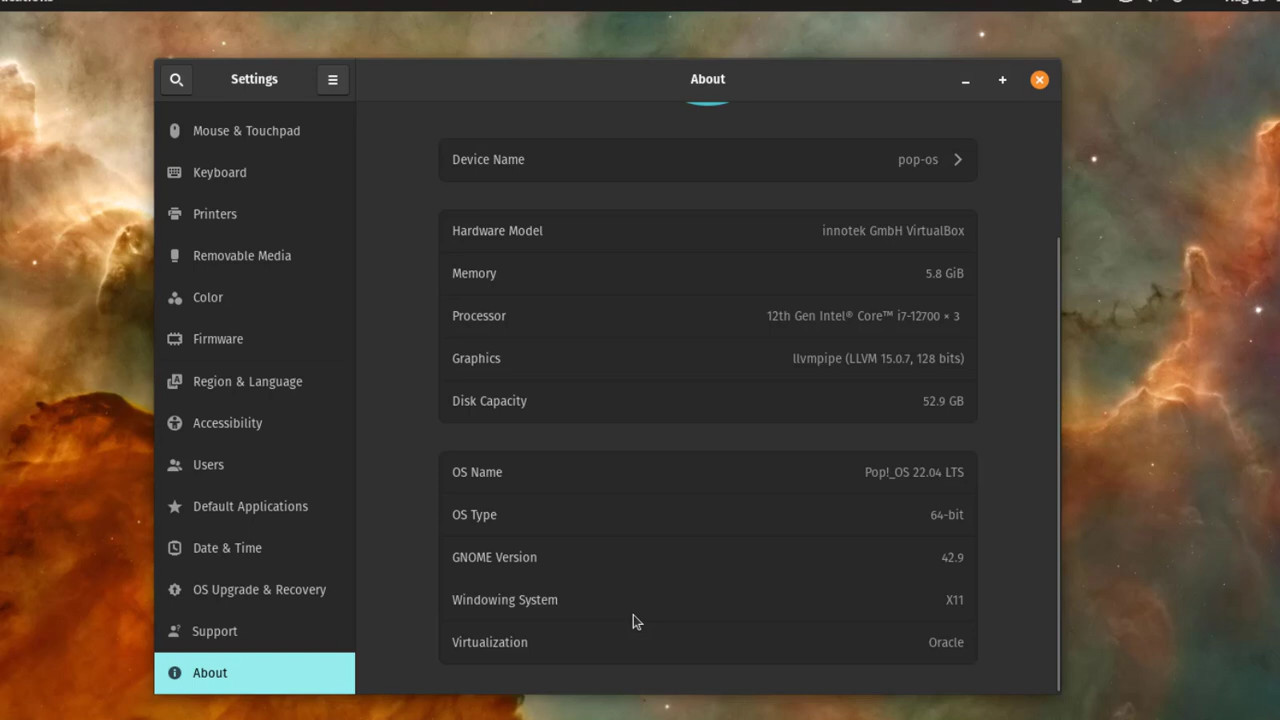 Settings
About
Mouse & Touchpad
Keyboard
Printers
Removable Media
Color
Firmware
Region & Language
Accessibility
Users
Default Applications
Date & Time
OS Upgrade & Recovery
Support
About
Device Name pop-os
Hardware Model innotek GmbH VirtualBox
Memory 5.8 GiB
Processor 12th Gen Intel® Core™ i7-12700 × 3
Graphics llvmpipe (LLVM 15.0.7, 128 bits)
Disk Capacity 52.9 GB
OS Name Pop!_OS 22.04 LTS
OS Type 64-bit
GNOME Version 42.9
Windowing System X11
Virtualization Oracle